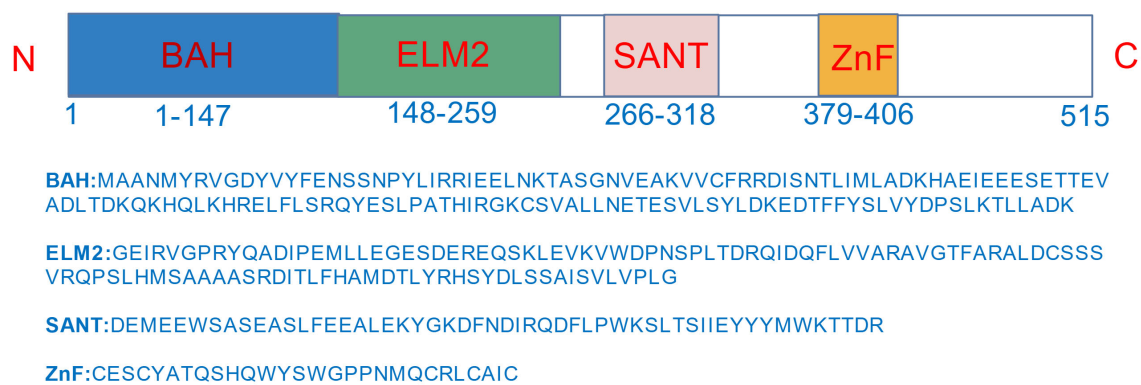 N BAH ELM2 SANT ZnF C
1 1-147 148-259 266-318 379-406 515
BAH:MAANMYRVGDYVYFENSSNPYLIRRIEELNKTASGNVEAKVVCFRRDISNTLIMLADKHAEIEEESETTEV
ADLTDKQKHQLKHRELFLSRQYESLPATHIRGKCSVALLNETESVLSYLDKEDTFFYSLVYDPSLKTLLADK
ELM2:GEIRVGPRYQADIPEMLLEGESDEREQSKLEVKVWDPNSPLTDRQIDQFLVVARAVGTFARALDCSSS
VRQPSLHMSAAAASRDITLFHAMDTLYRHSYDLSSAISVLVPLG
SANT:DEMEEWSASEASLFEEALEKYGKDFNDIRQDFLPWKSLTSIIEYYYMWKTTDR
ZnF:CESCYATQSHQWYSWGPPNMQCRLCAIC